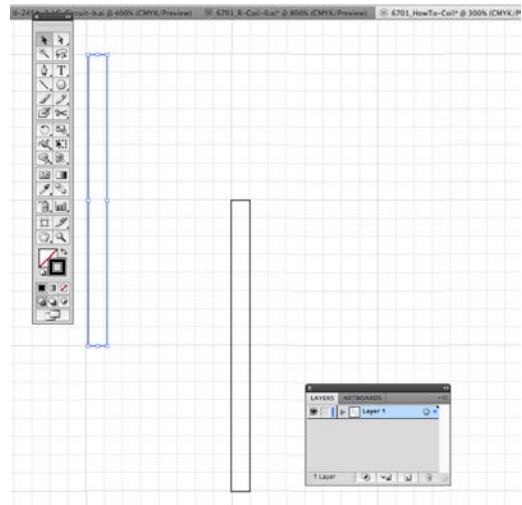 6701_R-Coil-0.ai* @ 800% (CMYK/Preview)
6701_HowTo-Coil* @ 300% (CMYK/P
LAYERS
ARTBOARDS
Layer 1
1 Layer